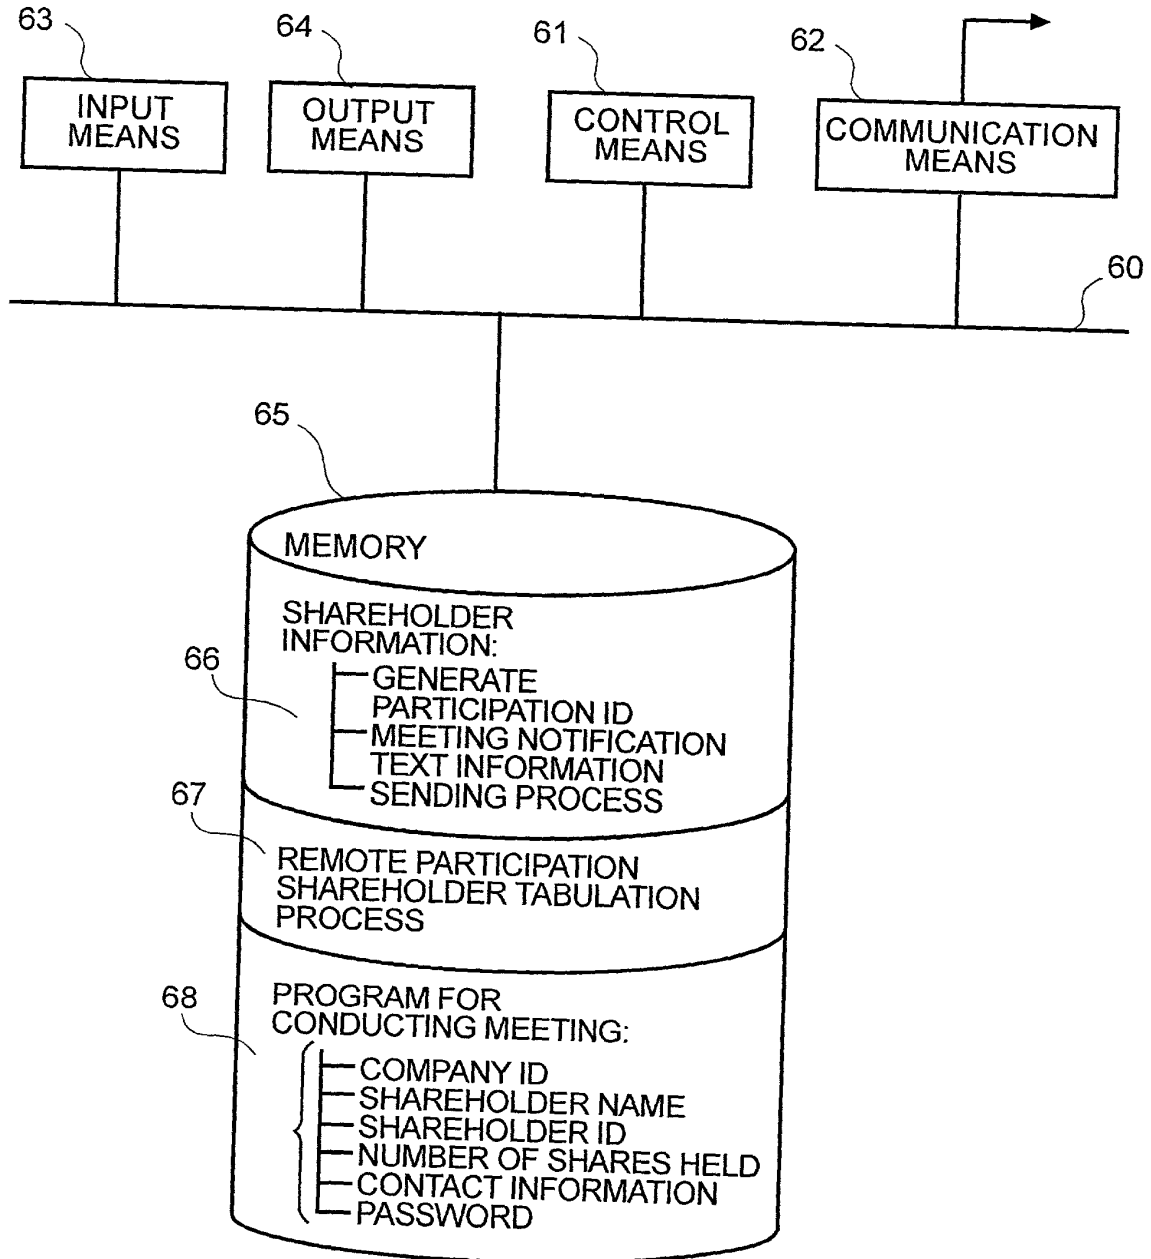 63
64
61
62
INPUT
MEANS
OUTPUT
MEANS
CONTROL
MEANS
COMMUNICATION
MEANS
60
65
MEMORY
SHAREHOLDER
INFORMATION:
66
GENERATE
PARTICIPATION ID
MEETING NOTIFICATION
TEXT INFORMATION
SENDING PROCESS
67
REMOTE PARTICIPATION
SHAREHOLDER TABULATION
PROCESS
68
PROGRAM FOR
CONDUCTING MEETING:
COMPANY ID
SHAREHOLDER NAME
SHAREHOLDER ID
NUMBER OF SHARES HELD
CONTACT INFORMATION
PASSWORD